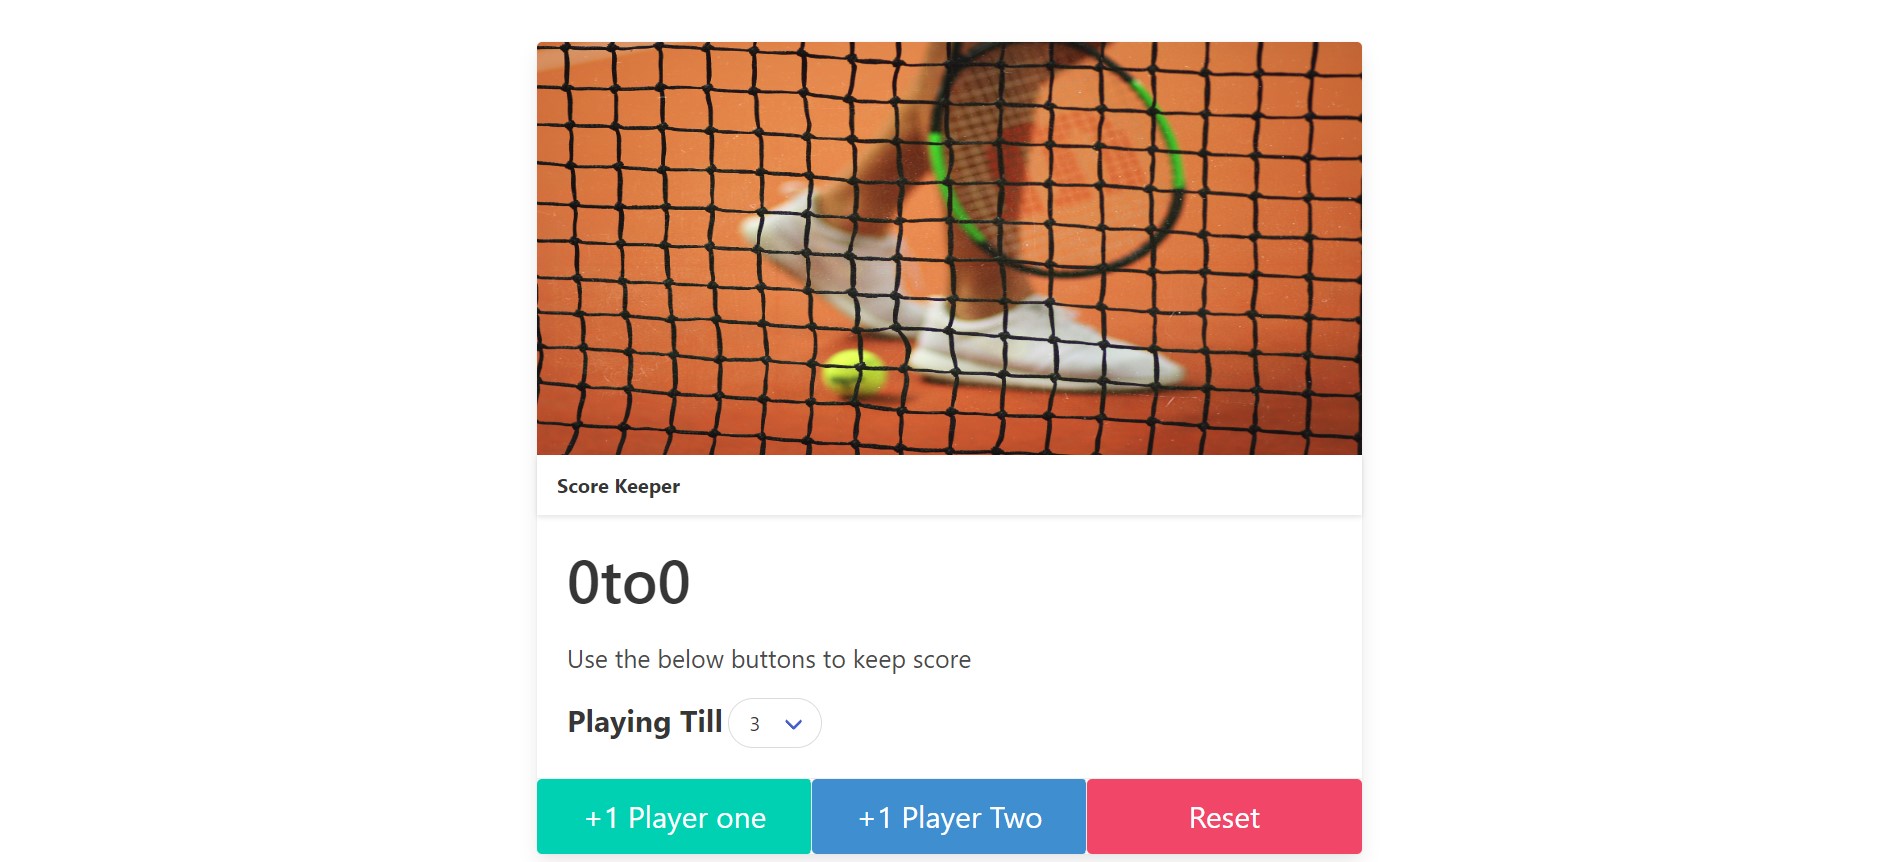 Score Keeper
0to0
Use the below buttons to keep score
Playing Till 3
+1 Player one
+1 Player Two
Reset